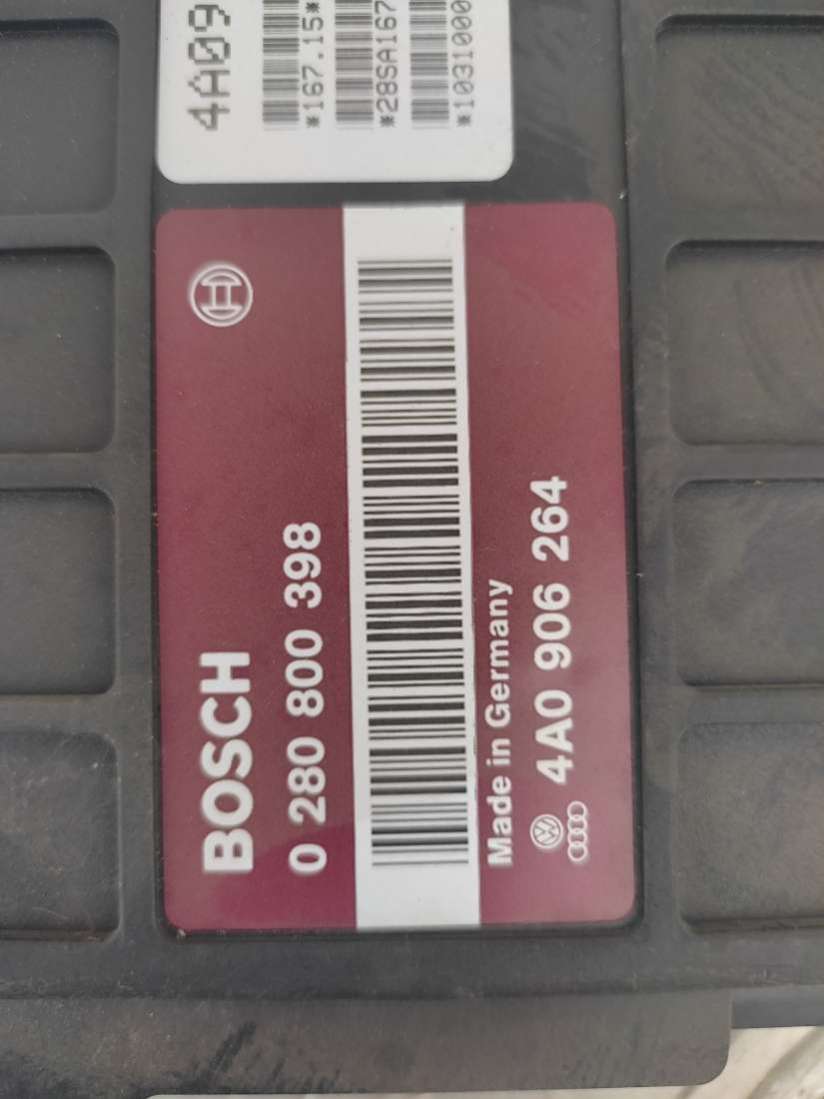 4A09
*167.15*
*28SA167
*1031000
BOSCH
0 280 800 398
Made in Germany
4A0 906 264